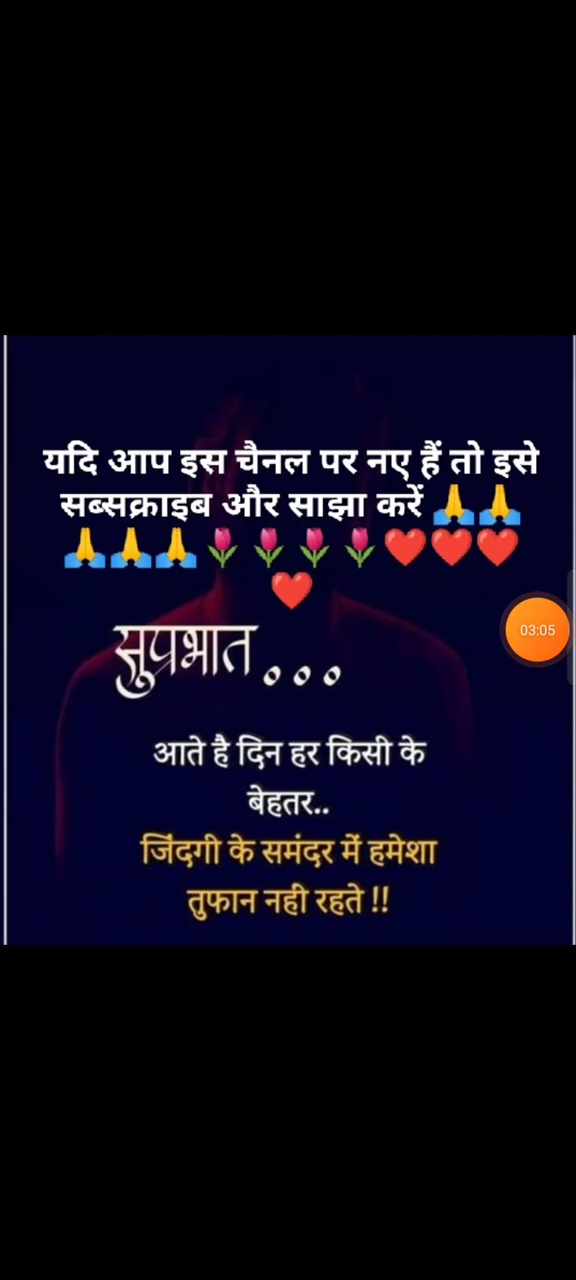 यदि आप इस चैनल पर नए हैं तो इसे
सब्सक्राइब और साझा करें 🙏🙏
🙏🙏🙏🌷🌷🌷🌷❤️❤️❤️
❤️
03:05
सुप्रभात...
आते है दिन हर किसी के
बेहतर..
जिंदगी के समंदर में हमेशा
तुफान नही रहते !!